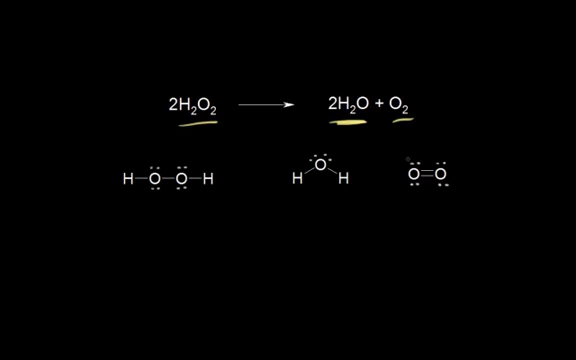 2H₂O₂ → 2H₂O + O₂
H–O–O–H H O H O=O